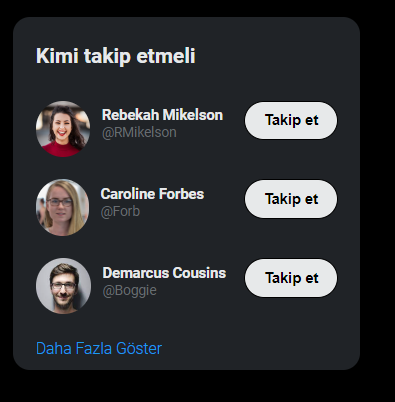 Kimi takip etmeli
Rebekah Mikelson
@RMikelson
Takip et
Caroline Forbes
@Forb
Takip et
Demarcus Cousins
@Boggie
Takip et
Daha Fazla Göster